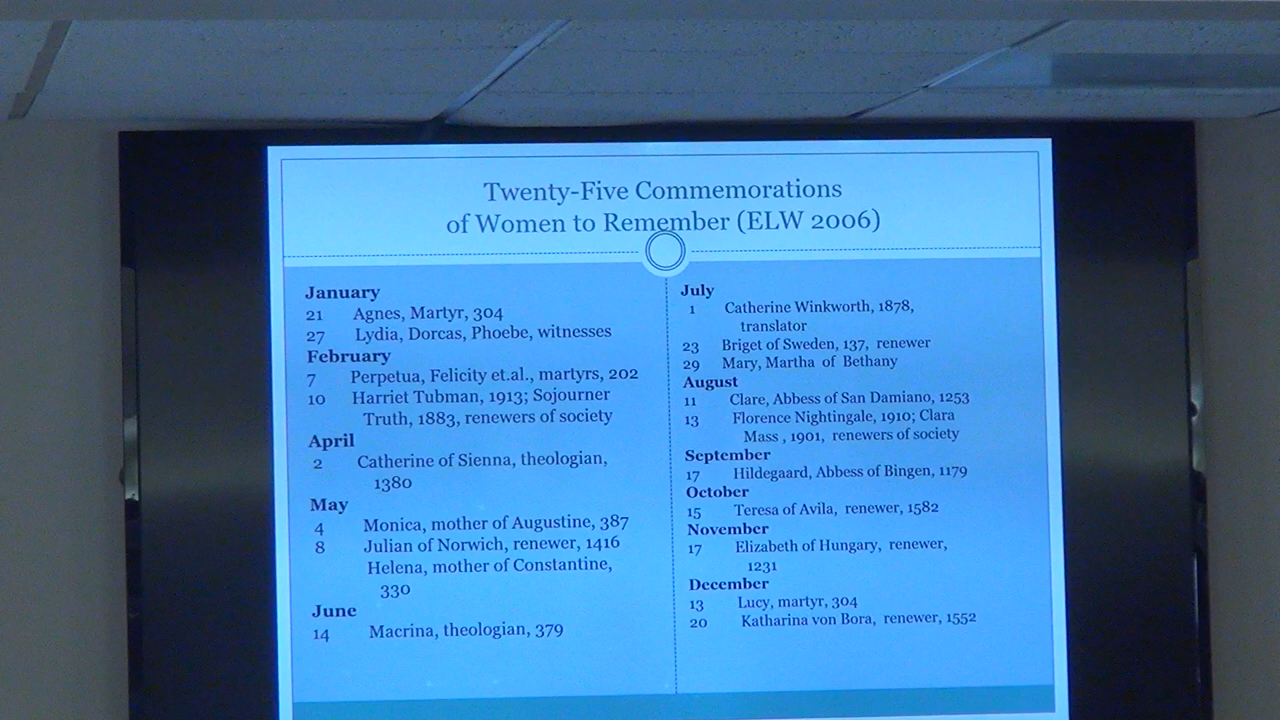 Twenty-Five Commemorations
of Women to Remember (ELW 2006)
January
21 Agnes, Martyr, 304
27 Lydia, Dorcas, Phoebe, witnesses
February
7 Perpetua, Felicity et.al., martyrs, 202
10 Harriet Tubman, 1913; Sojourner
Truth, 1883, renewers of society
April
2 Catherine of Sienna, theologian,
1380
May
4 Monica, mother of Augustine, 387
8 Julian of Norwich, renewer, 1416
Helena, mother of Constantine,
330
June
14 Macrina, theologian, 379
July
1 Catherine Winkworth, 1878,
translator
23 Briget of Sweden, 137, renewer
29 Mary, Martha of Bethany
August
11 Clare, Abbess of San Damiano, 1253
13 Florence Nightingale, 1910; Clara
Mass , 1901, renewers of society
September
17 Hildegaard, Abbess of Bingen, 1179
October
15 Teresa of Avila, renewer, 1582
November
17 Elizabeth of Hungary, renewer,
1231
December
13 Lucy, martyr, 304
20 Katharina von Bora, renewer, 1552